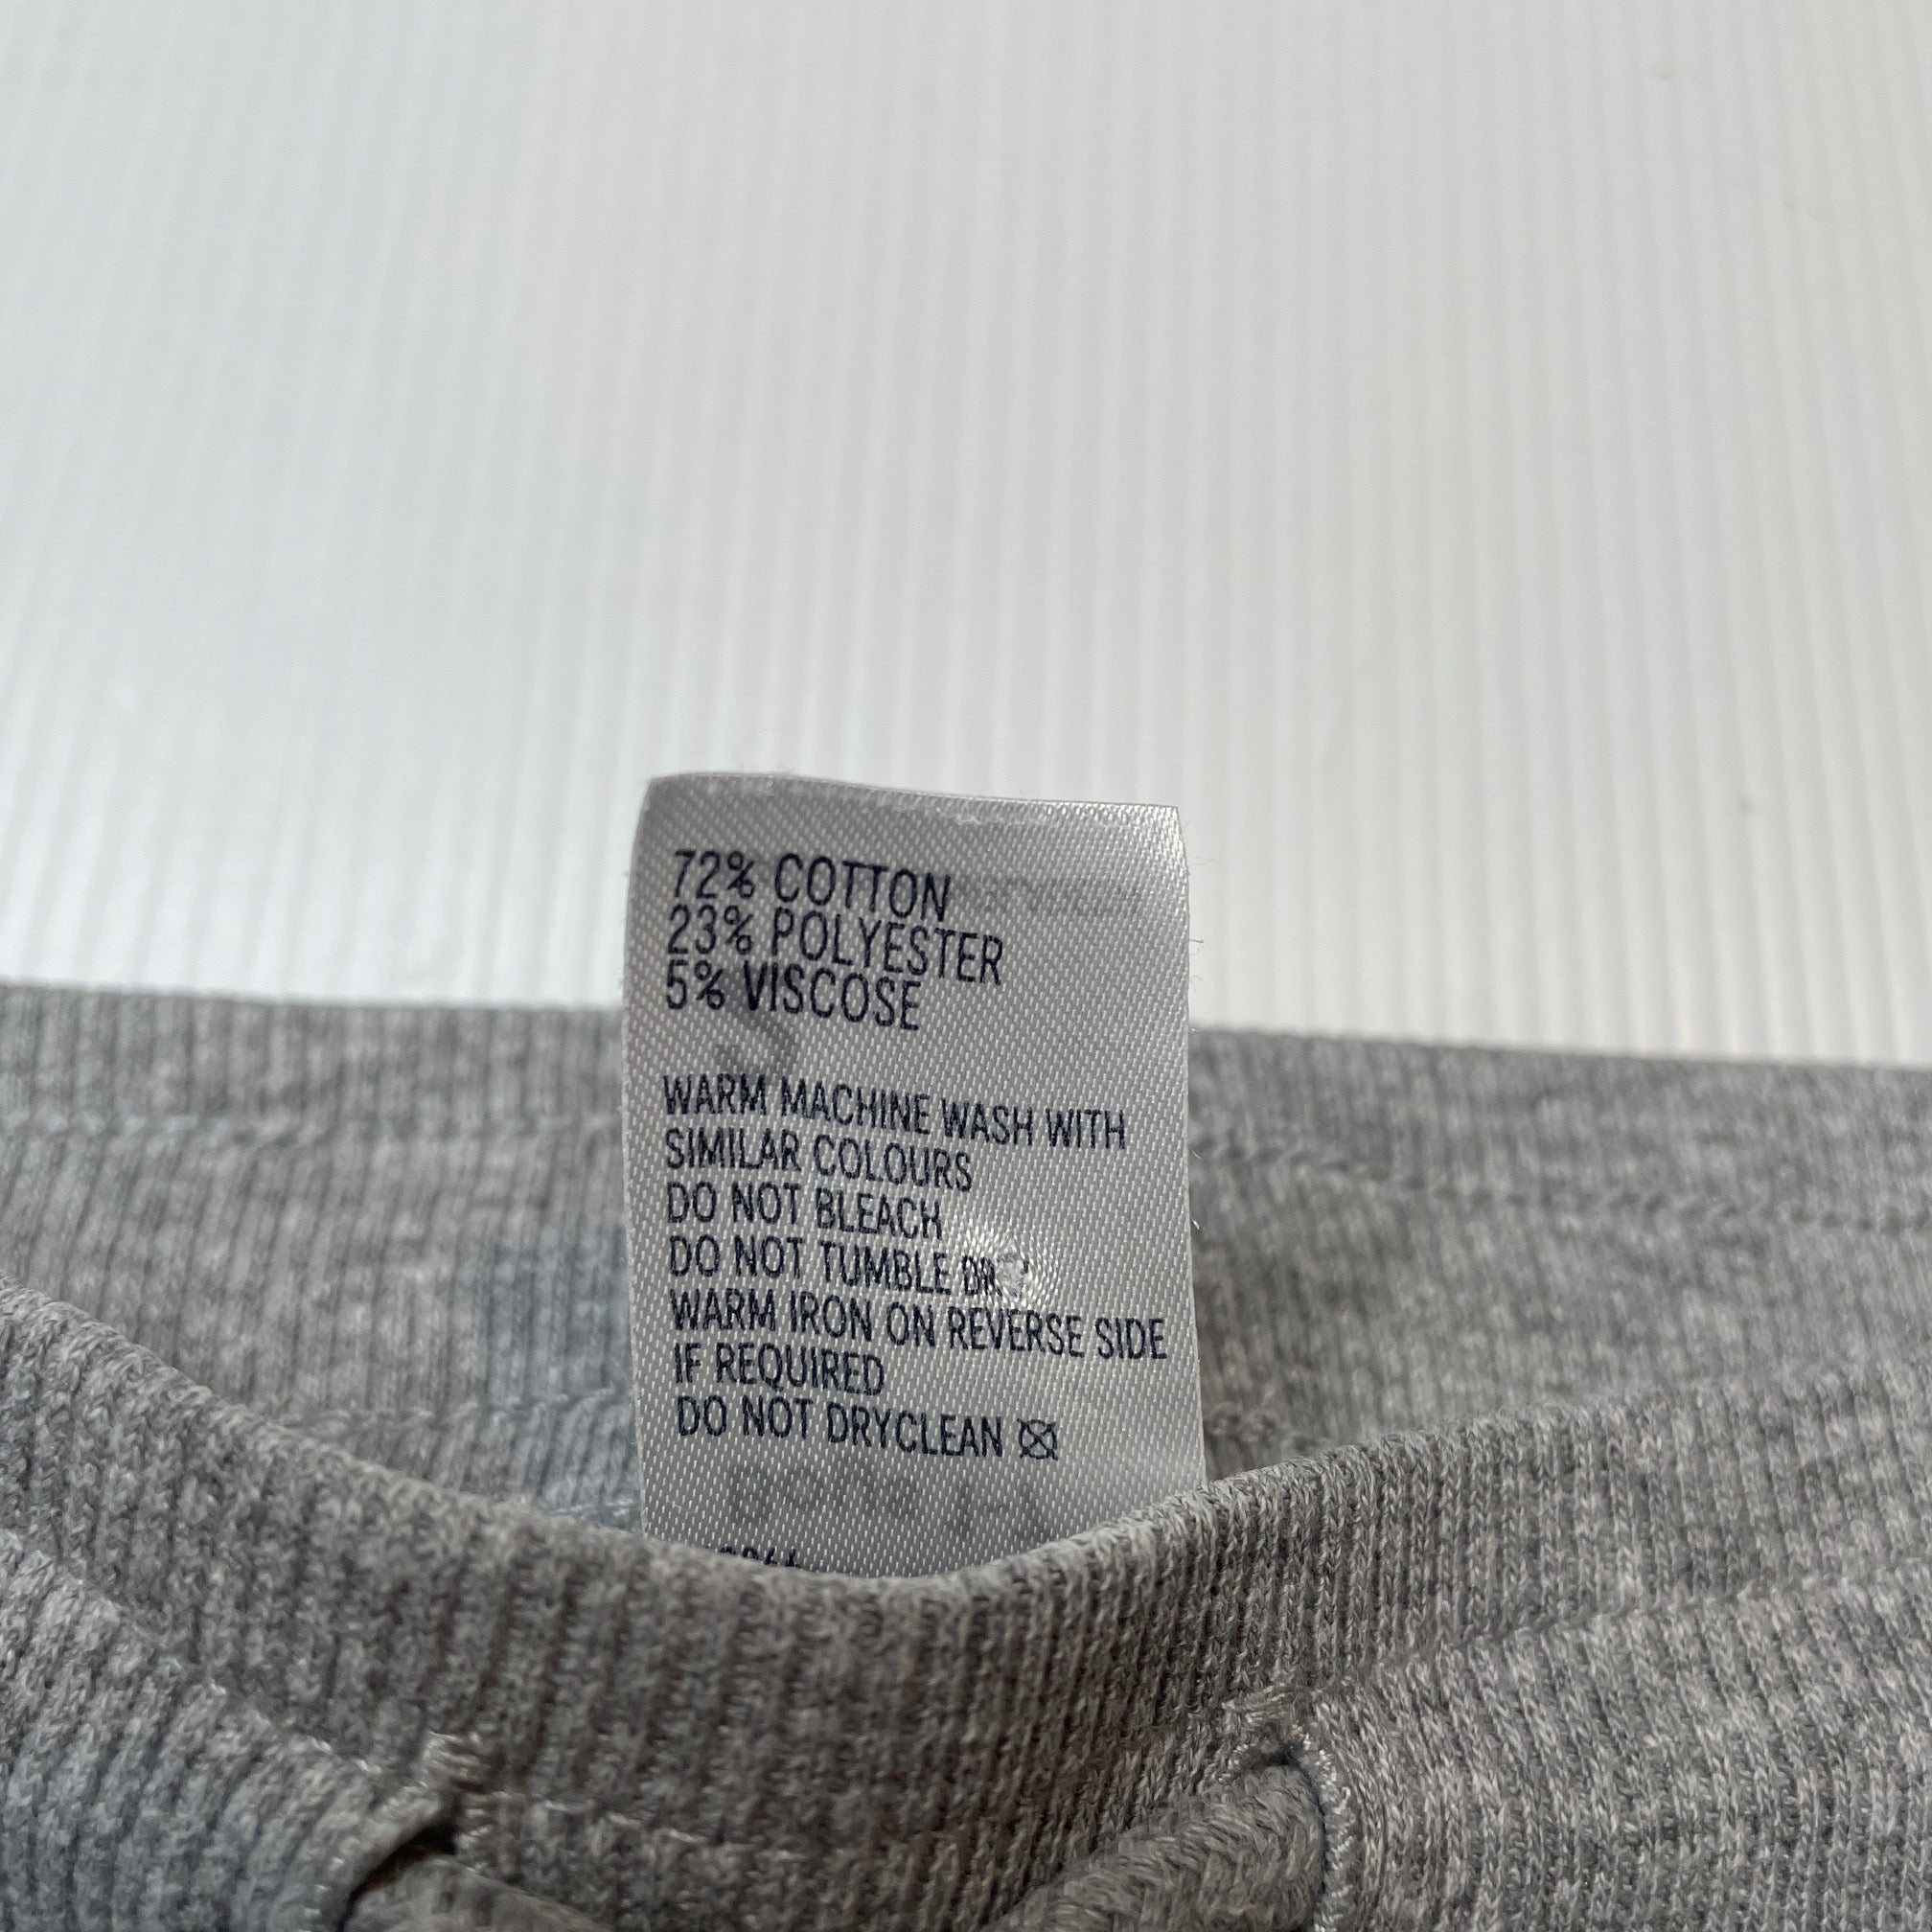 72% COTTON
23% POLYESTER
5% VISCOSE
WARM MACHINE WASH WITH
SIMILAR COLOURS
DO NOT BLEACH
DO NOT TUMBLE
WARM IRON ON REVERSE SIDE
IF REQUIRED
DO NOT DRYCLEAN